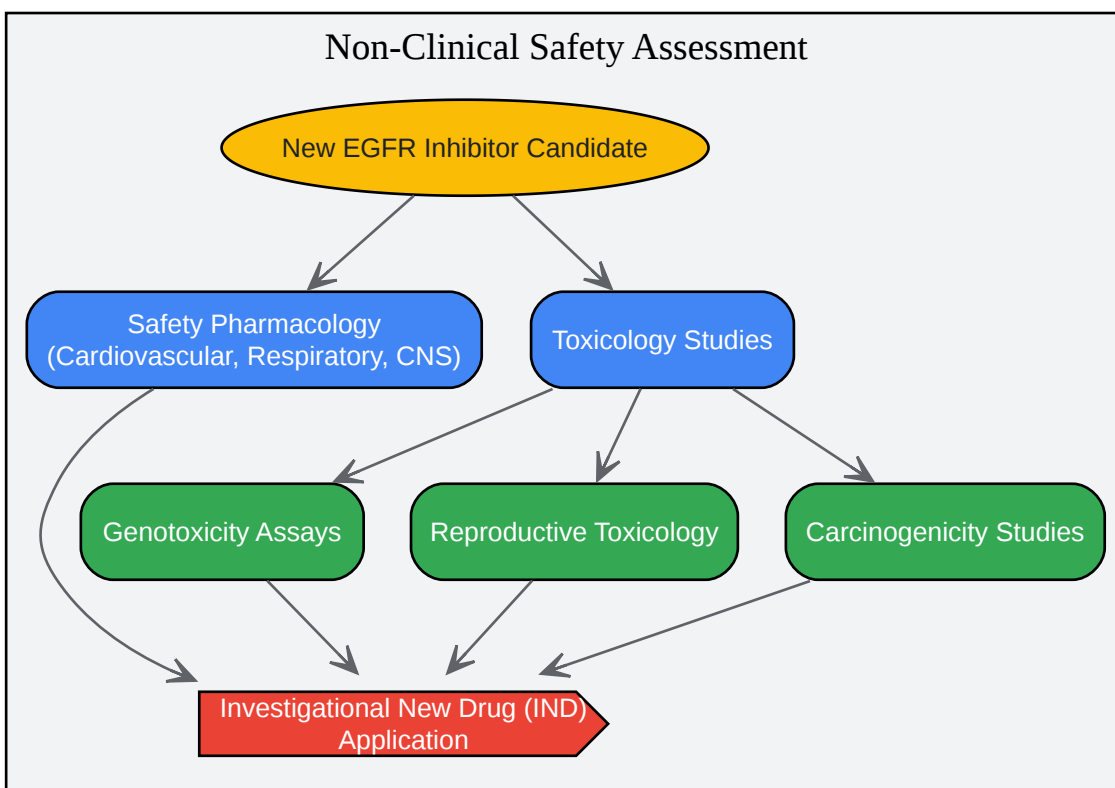 Non-Clinical Safety Assessment
New EGFR Inhibitor Candidate
Safety Pharmacology
(Cardiovascular, Respiratory, CNS)
Toxicology Studies
Genotoxicity Assays
Reproductive Toxicology
Carcinogenicity Studies
Investigational New Drug (IND)
Application